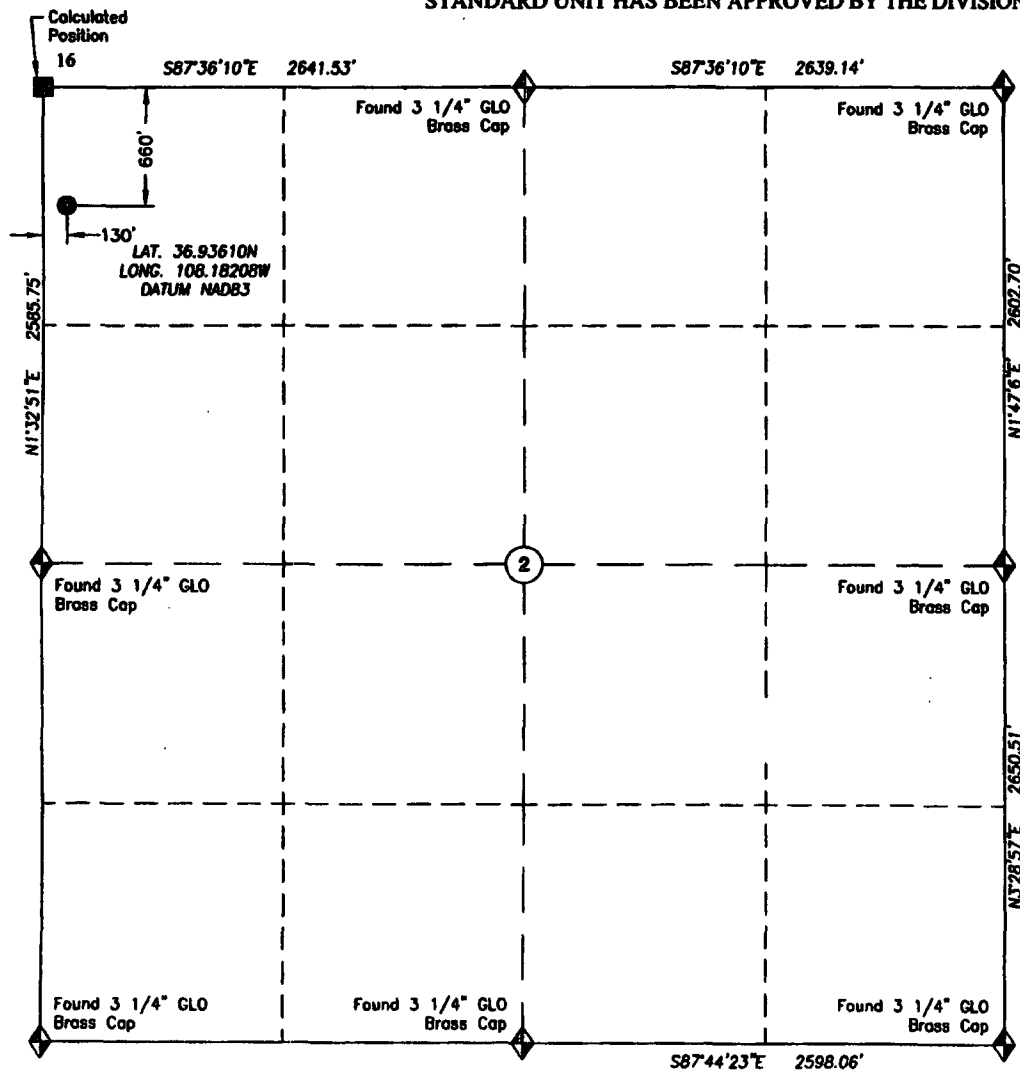 STANDARD UNIT HAS BEEN APPROVED BY THE DIVISION
Calculated
Position
16
S87°36'10"E 2641.53'
S87°36'10"E 2639.14'
Found 3 1/4" GLO
Brass Cap
Found 3 1/4" GLO
Brass Cap
660'
130'
LAT. 36.93610N
LONG. 108.18208W
DATUM NAD83
N1°32'51"E 2585.75'
N1°47'6"E 2602.70'
2
Found 3 1/4" GLO
Brass Cap
Found 3 1/4" GLO
Brass Cap
N3°28'57"E 2650.51'
Found 3 1/4" GLO
Brass Cap
Found 3 1/4" GLO
Brass Cap
Found 3 1/4" GLO
Brass Cap
S87°44'23"E 2598.06'